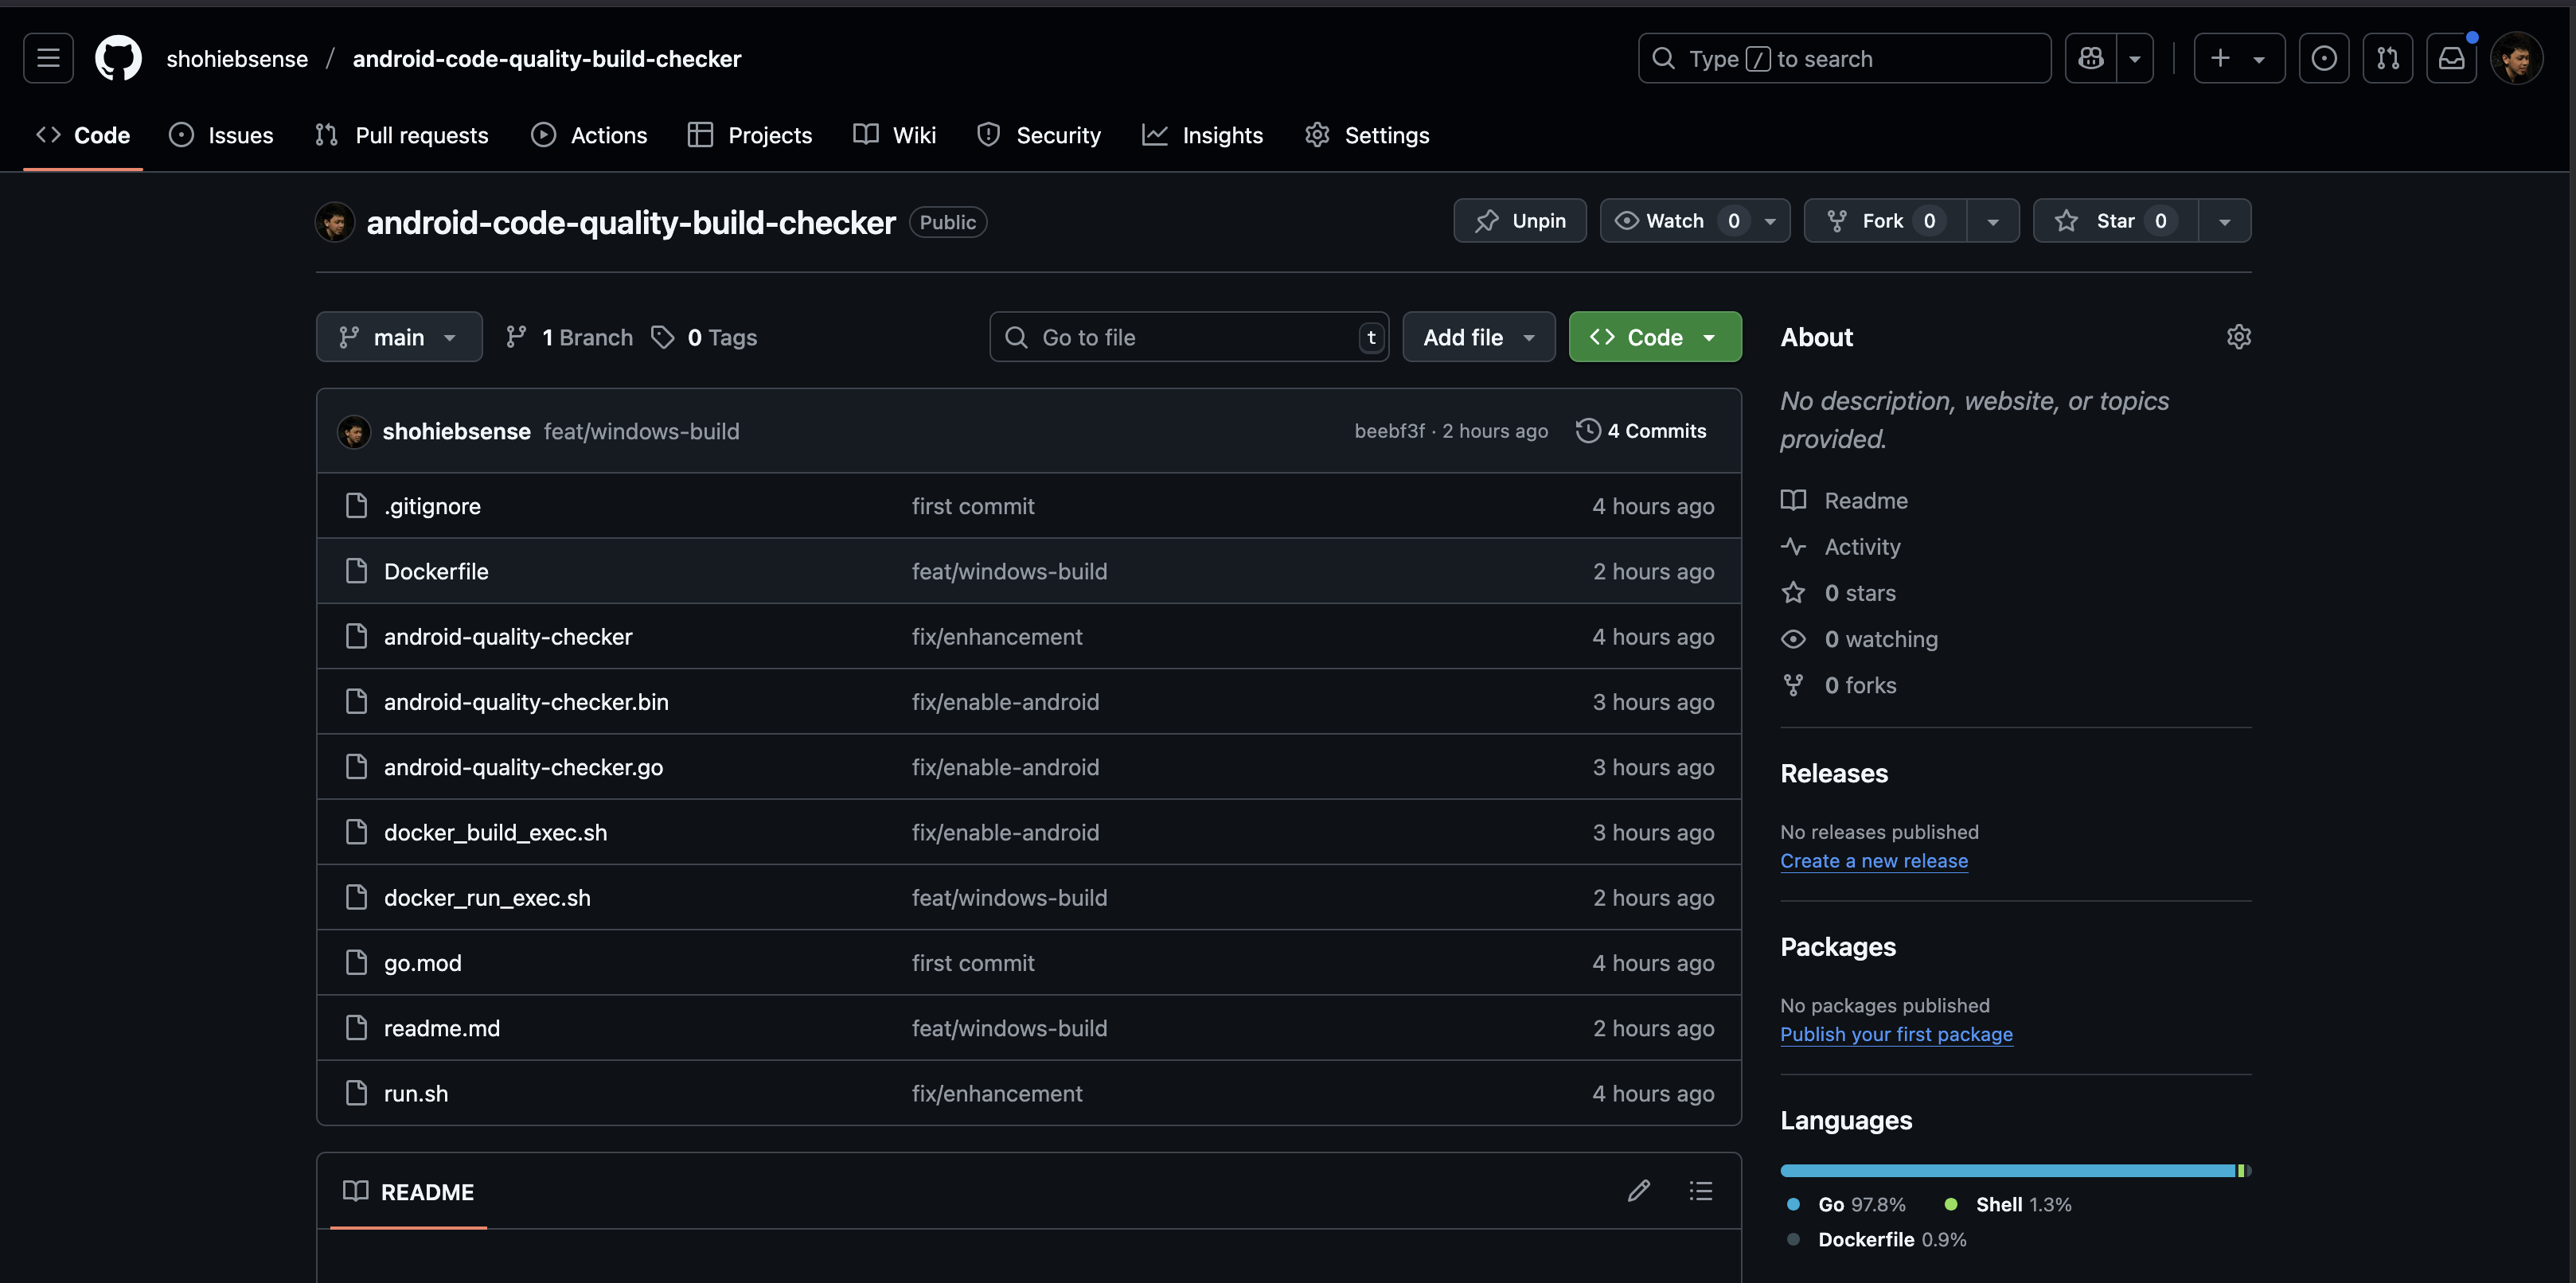 shohiebsense / android-code-quality-build-checker
Type / to search
Code Issues Pull requests Actions Projects Wiki Security Insights Settings
android-code-quality-build-checker Public
Unpin Watch 0 Fork 0 Star 0
main 1 Branch 0 Tags
Go to file t Add file Code
shohiebsense feat/windows-build beebf3f · 2 hours ago 4 Commits
.gitignore first commit 4 hours ago
Dockerfile feat/windows-build 2 hours ago
android-quality-checker fix/enhancement 4 hours ago
android-quality-checker.bin fix/enable-android 3 hours ago
android-quality-checker.go fix/enable-android 3 hours ago
docker_build_exec.sh fix/enable-android 3 hours ago
docker_run_exec.sh feat/windows-build 2 hours ago
go.mod first commit 4 hours ago
readme.md feat/windows-build 2 hours ago
run.sh fix/enhancement 4 hours ago
README
About
No description, website, or topics
provided.
Readme
Activity
0 stars
0 watching
0 forks
Releases
No releases published
Create a new release
Packages
No packages published
Publish your first package
Languages
Go 97.8% Shell 1.3%
Dockerfile 0.9%